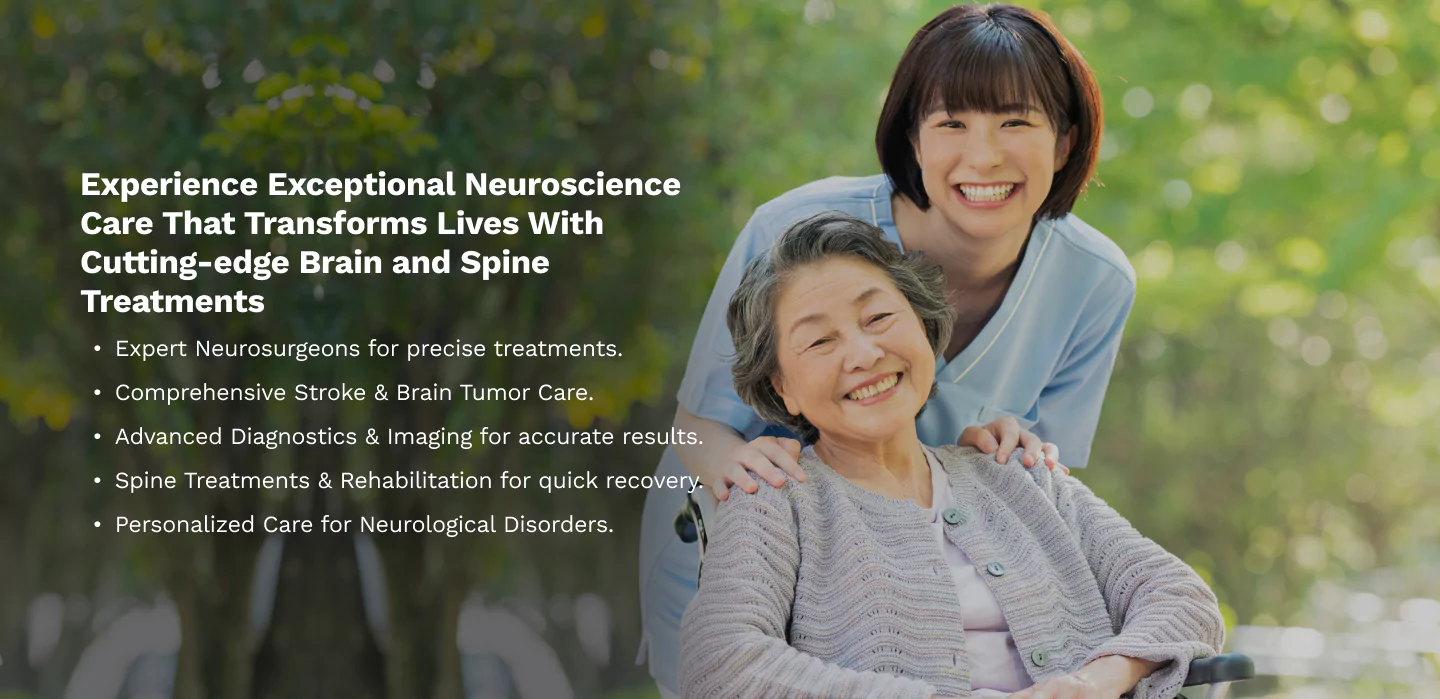 Experience Exceptional Neuroscience
Care That Transforms Lives With
Cutting-edge Brain and Spine
Treatments
• Expert Neurosurgeons for precise treatments.
• Comprehensive Stroke & Brain Tumor Care.
• Advanced Diagnostics & Imaging for accurate results.
• Spine Treatments & Rehabilitation for quick recovery.
• Personalized Care for Neurological Disorders.